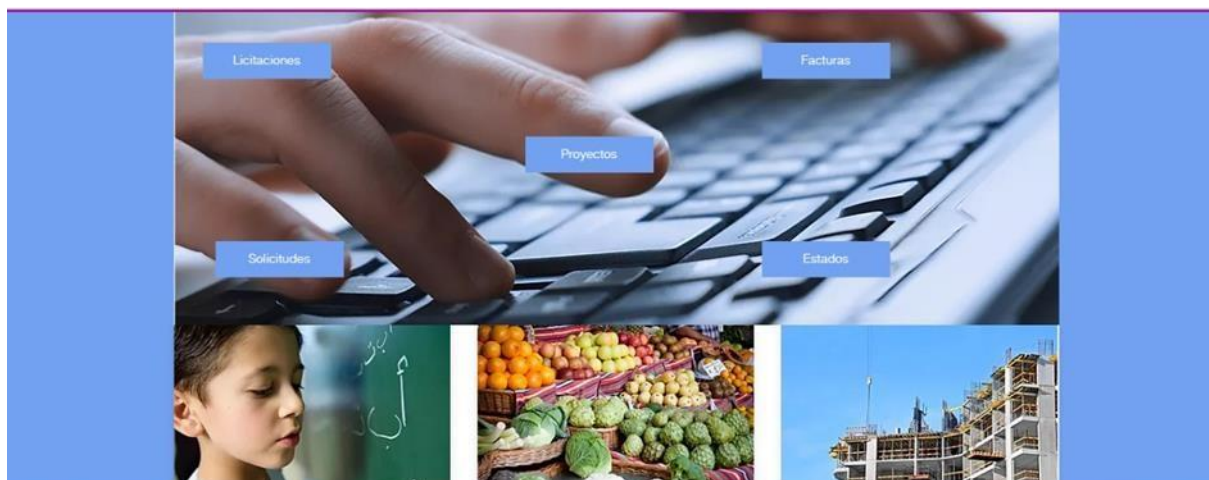 Licitaciones
Facturas
Proyectos
Solicitudes
Estados
أ ب